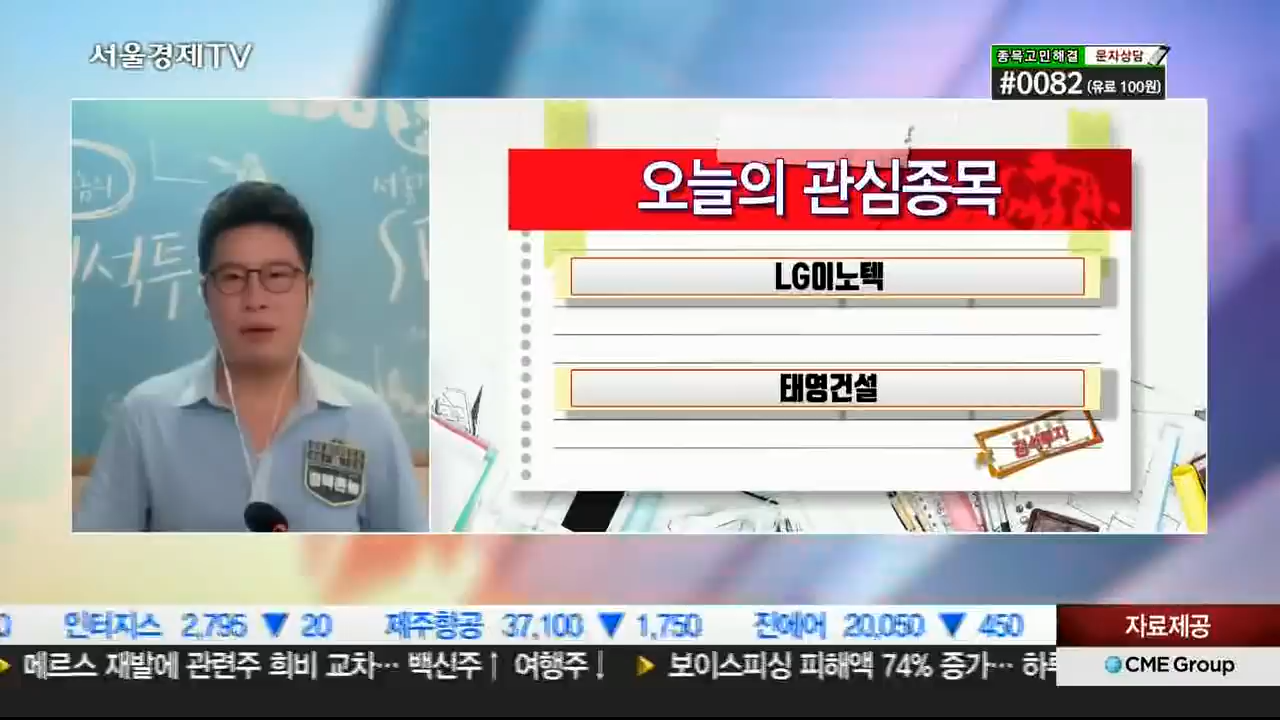 서울경제TV
종목고민해결 문자상담
#0082 (유료 100원)
오늘의 관심종목
LG이노텍
태영건설
인터지스 2,795 ▼ 20 제주항공 37,100 ▼ 1,750 진에어 20,050 ▼ 450
자료제공
메르스 재발에 관련주 희비 교차… 백신주↑ 여행주↓ 보이스피싱 피해액 74% 증가…
CME Group